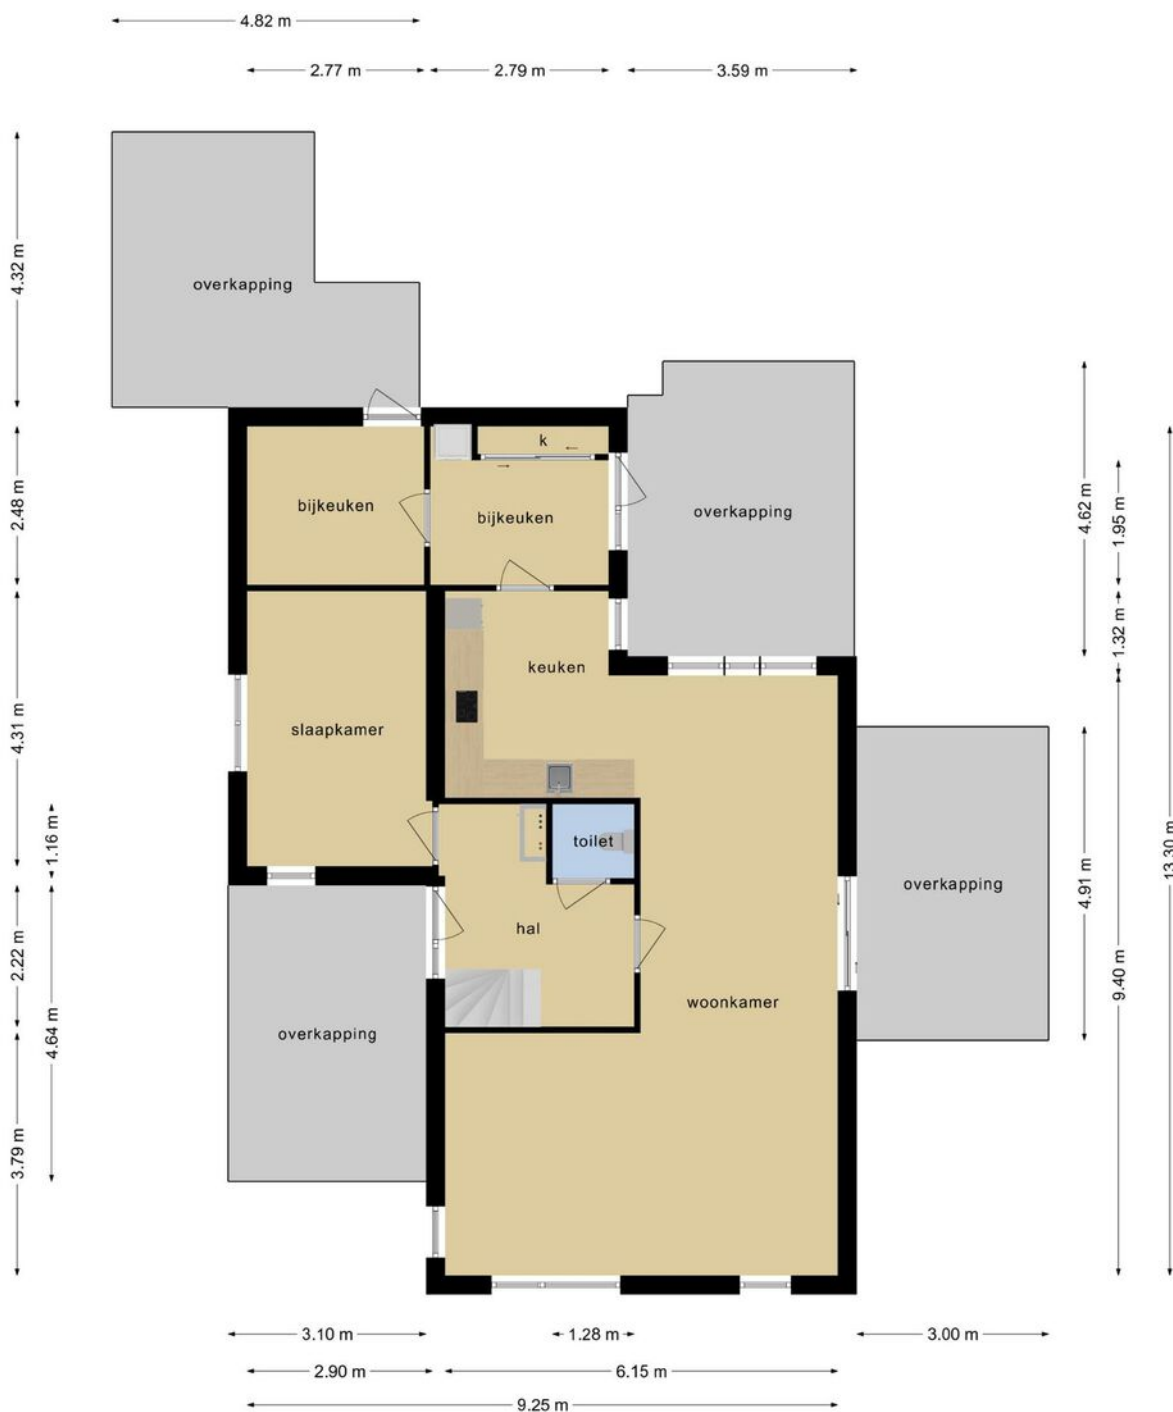 4.82 m
2.77 m
2.79 m
3.59 m
4.32 m
overkapping
k
bijkeuken
bijkeuken
overkapping
2.48 m
4.62 m
1.95 m
1.32 m
keuken
slaapkamer
4.31 m
1.16 m
toilet
overkapping
4.91 m
13.30 m
hal
2.22 m
woonkamer
9.40 m
overkapping
4.64 m
3.79 m
3.10 m
1.28 m
3.00 m
2.90 m
6.15 m
9.25 m